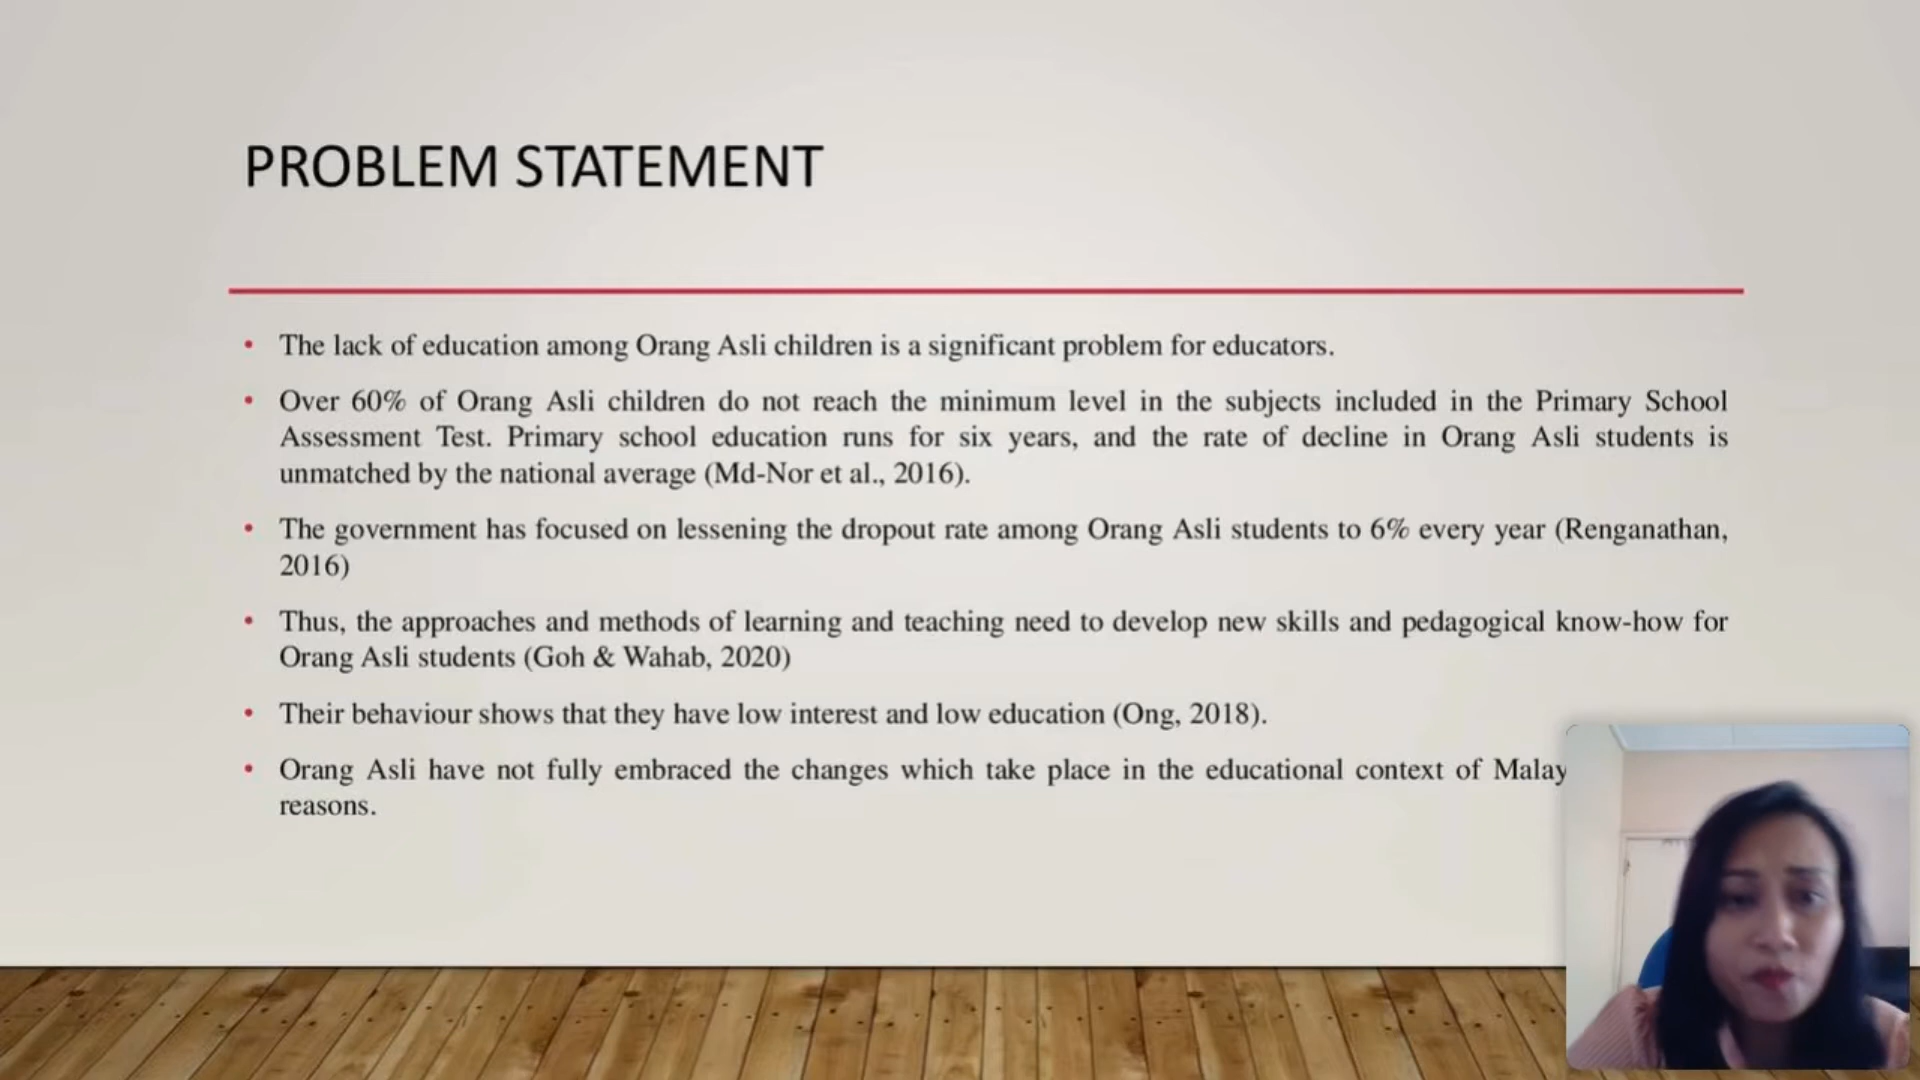 PROBLEM STATEMENT
• The lack of education among Orang Asli children is a significant problem for educators.
• Over 60% of Orang Asli children do not reach the minimum level in the subjects included in the Primary School
Assessment Test. Primary school education runs for six years, and the rate of decline in Orang Asli students is
unmatched by the national average (Md-Nor et al., 2016).
• The government has focused on lessening the dropout rate among Orang Asli students to 6% every year (Renganathan,
2016)
• Thus, the approaches and methods of learning and teaching need to develop new skills and pedagogical know-how for
Orang Asli students (Goh & Wahab, 2020)
• Their behaviour shows that they have low interest and low education (Ong, 2018).
• Orang Asli have not fully embraced the changes which take place in the educational context of Malay
reasons.